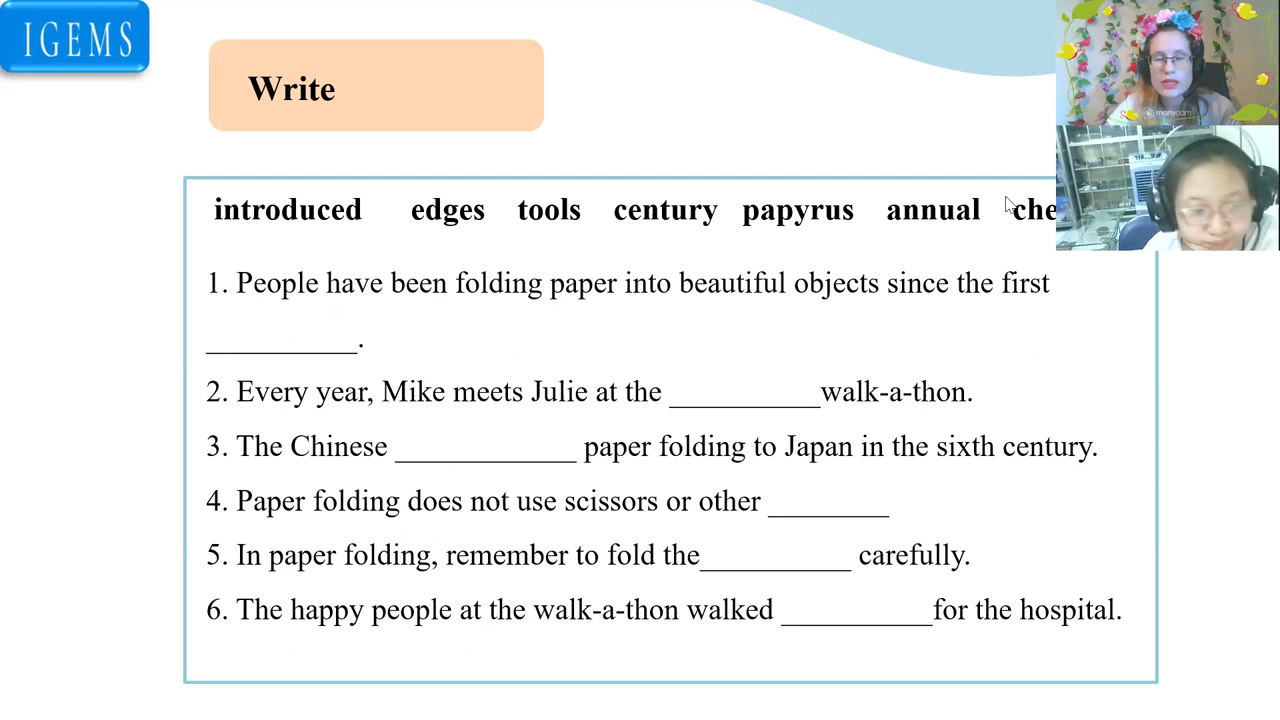 IGEMS
Write
introduced edges tools century papyrus annual
1. People have been folding paper into beautiful objects since the first
__________.
2. Every year, Mike meets Julie at the __________walk-a-thon.
3. The Chinese ____________ paper folding to Japan in the sixth century.
4. Paper folding does not use scissors or other ________
5. In paper folding, remember to fold the__________ carefully.
6. The happy people at the walk-a-thon walked __________for the hospital.
manycam